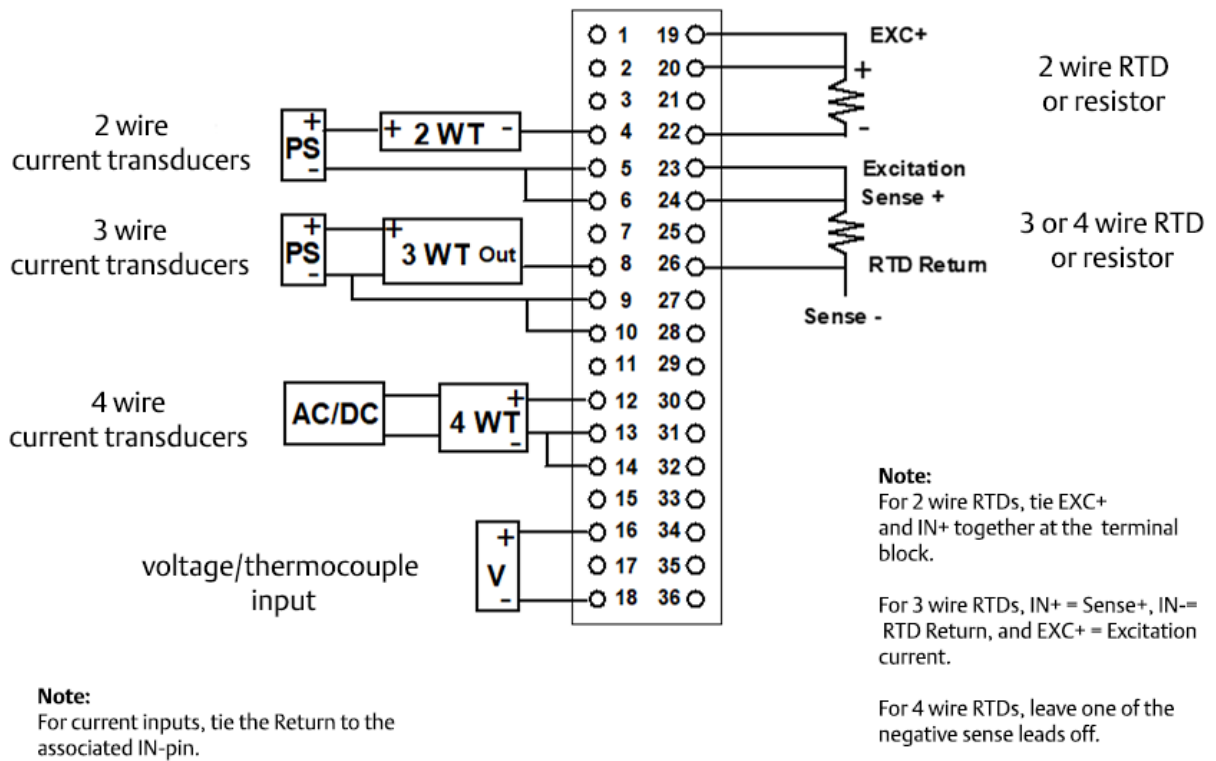 1 19 EXC+
2 20 +
3 21
4 22 -
5 23 Excitation
6 24 Sense +
7 25
8 26 RTD Return
9 27
10 28 Sense -
11 29
12 30
13 31
14 32
15 33
16 34
17 35
18 36
2 wire
current transducers
+
PS
-
+ 2 WT -
3 wire
current transducers
+
PS
-
+
3 WT Out
4 wire
current transducers
AC/DC
+
4 WT
-
voltage/thermocouple
input
+
V
-
2 wire RTD
or resistor
3 or 4 wire RTD
or resistor
Note:
For 2 wire RTDs, tie EXC+
and IN+ together at the terminal
block.
For 3 wire RTDs, IN+ = Sense+, IN-=
RTD Return, and EXC+ = Excitation
current.
For 4 wire RTDs, leave one of the
negative sense leads off.
Note:
For current inputs, tie the Return to the
associated IN-pin.